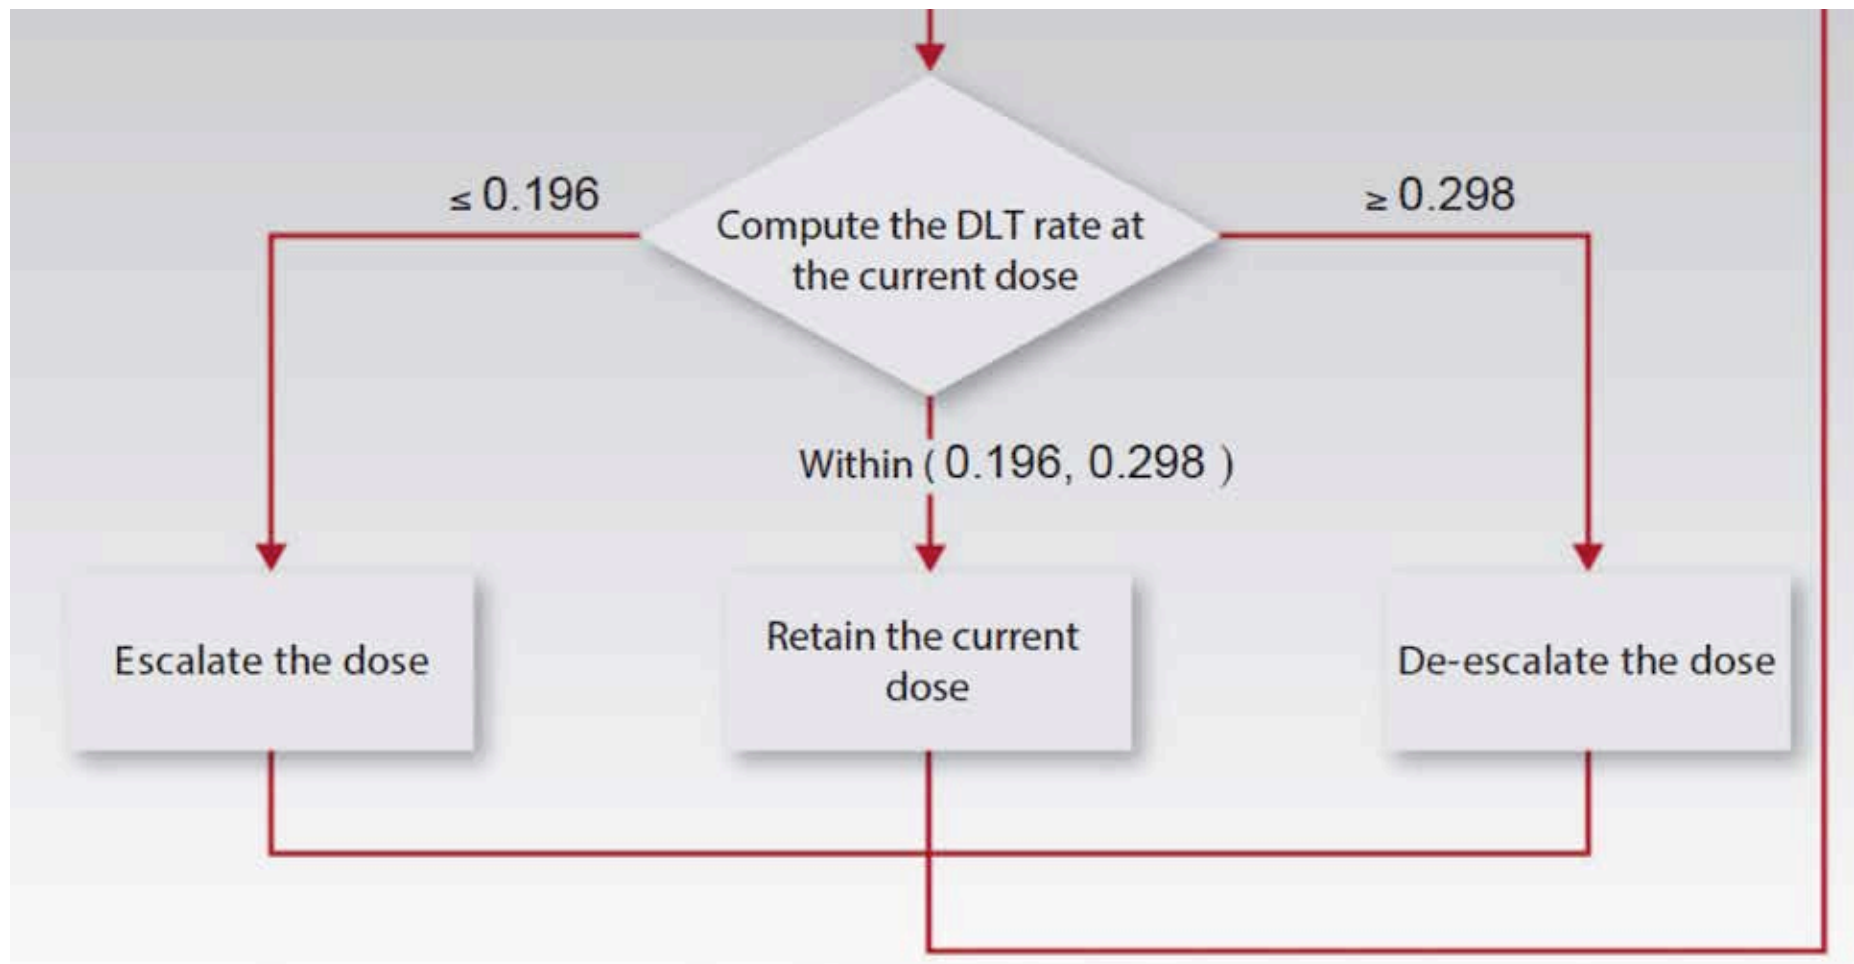 ≤ 0.196
≥ 0.298
Compute the DLT rate at
the current dose
Within ( 0.196, 0.298 )
Escalate the dose
Retain the current
dose
De-escalate the dose